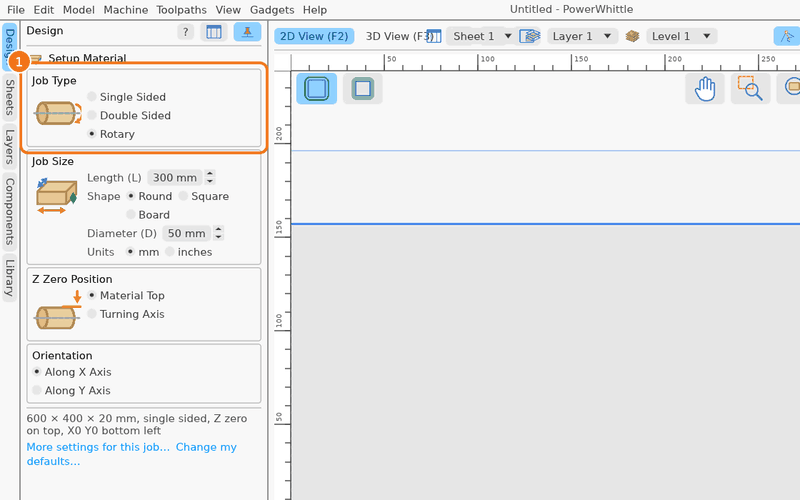 File Edit Model Machine Toolpaths View Gadgets Help Untitled - PowerWhittle
Design ?
2D View (F2) 3D View (F3) Sheet 1 Layer 1 Level 1
Setup Material
1
Job Type
Single Sided
Double Sided
Rotary
Job Size
Length (L) 300 mm
Shape Round Square
Board
Diameter (D) 50 mm
Units mm inches
Z Zero Position
Material Top
Turning Axis
Orientation
Along X Axis
Along Y Axis
600 × 400 × 20 mm, single sided, Z zero
on top, X0 Y0 bottom left
More settings for this job... Change my
defaults...
Sheets
Layers
Components
Library
50 100 150 200 250
200
150
100
50